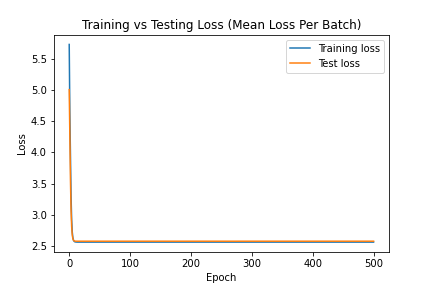 Training vs Testing Loss (Mean Loss Per Batch)
Training loss
Test loss
5.5
5.0
4.5
4.0
3.5
3.0
2.5
Loss
0 100 200 300 400 500
Epoch